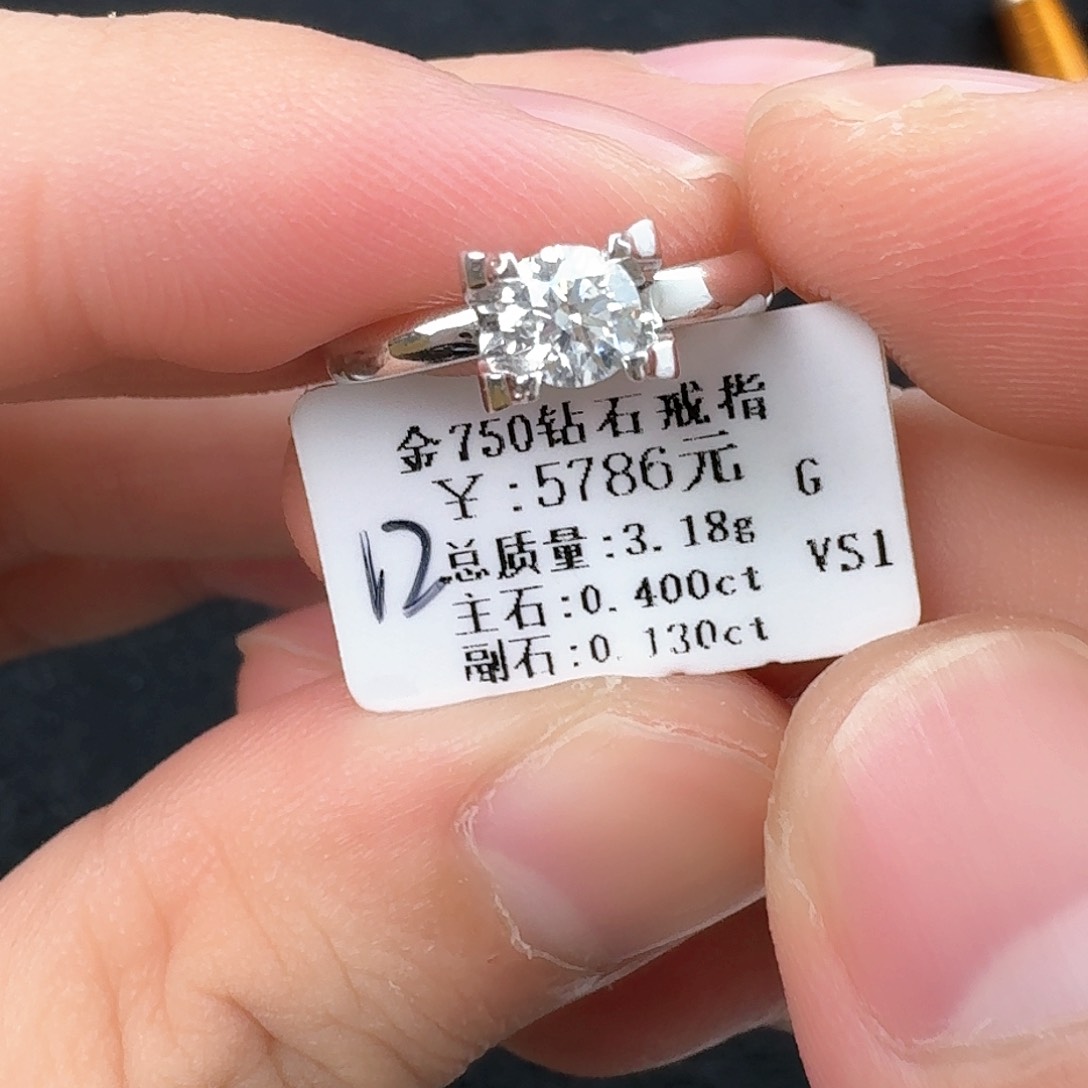 金750钻石戒指
￥:5786元 G
12 总质量:3.18g VS1
主石:0.400ct
副石:0.130ct